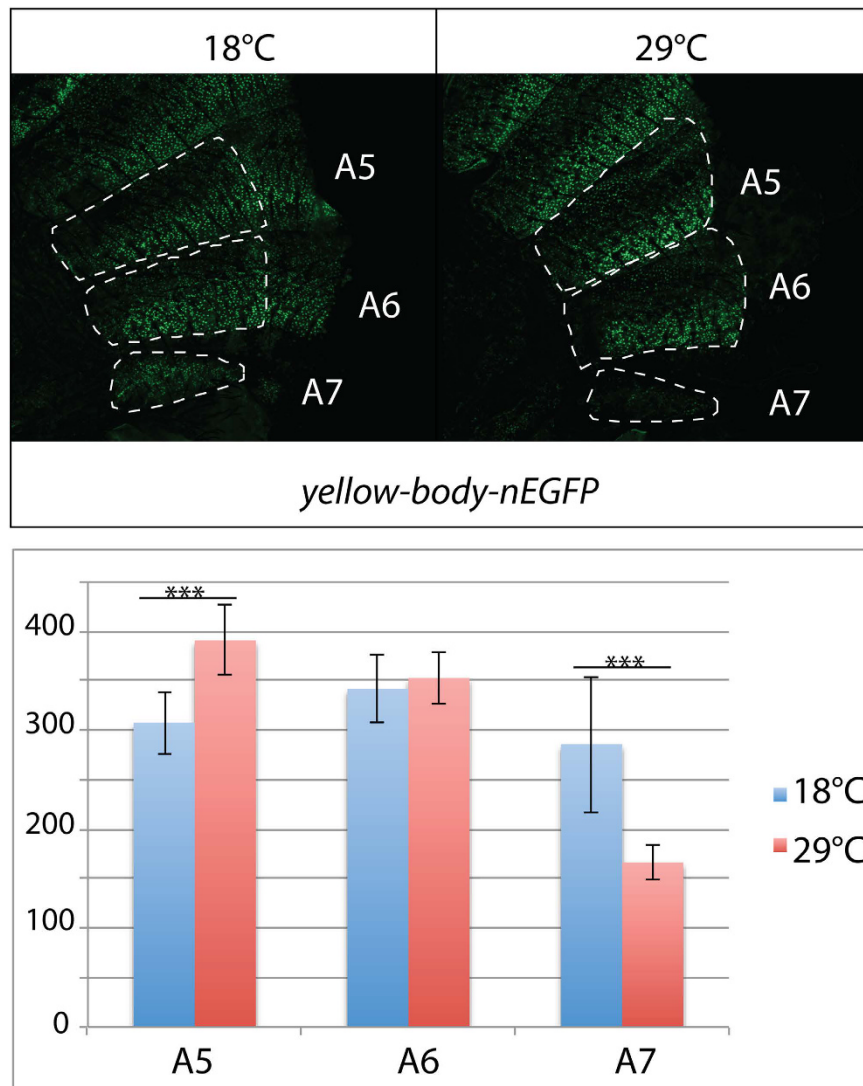 18°C 29°C
A5 A5
A6 A6
A7 A7
yellow-body-nEGFP
*** ***
400
300
200
100
0
A5 A6 A7
18°C
29°C